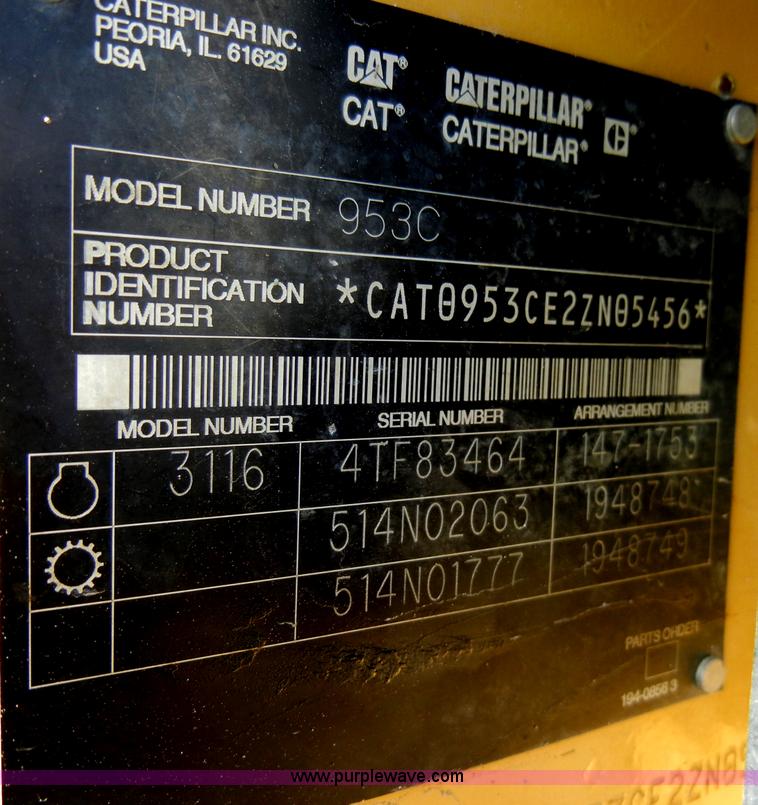 CATERPILLAR INC.
PEORIA, IL. 61629
USA
CAT® CATERPILLAR®
CAT® CATERPILLAR®
MODEL NUMBER 953C
PRODUCT
IDENTIFICATION
NUMBER *CAT0953CE2ZN05456*
MODEL NUMBER SERIAL NUMBER ARRANGEMENT NUMBER
3116 4TF83464 147-1753
514N02063 1948748
514N01777 1948749
PARTS ORDER
194-0856 3
www.purplewave.com